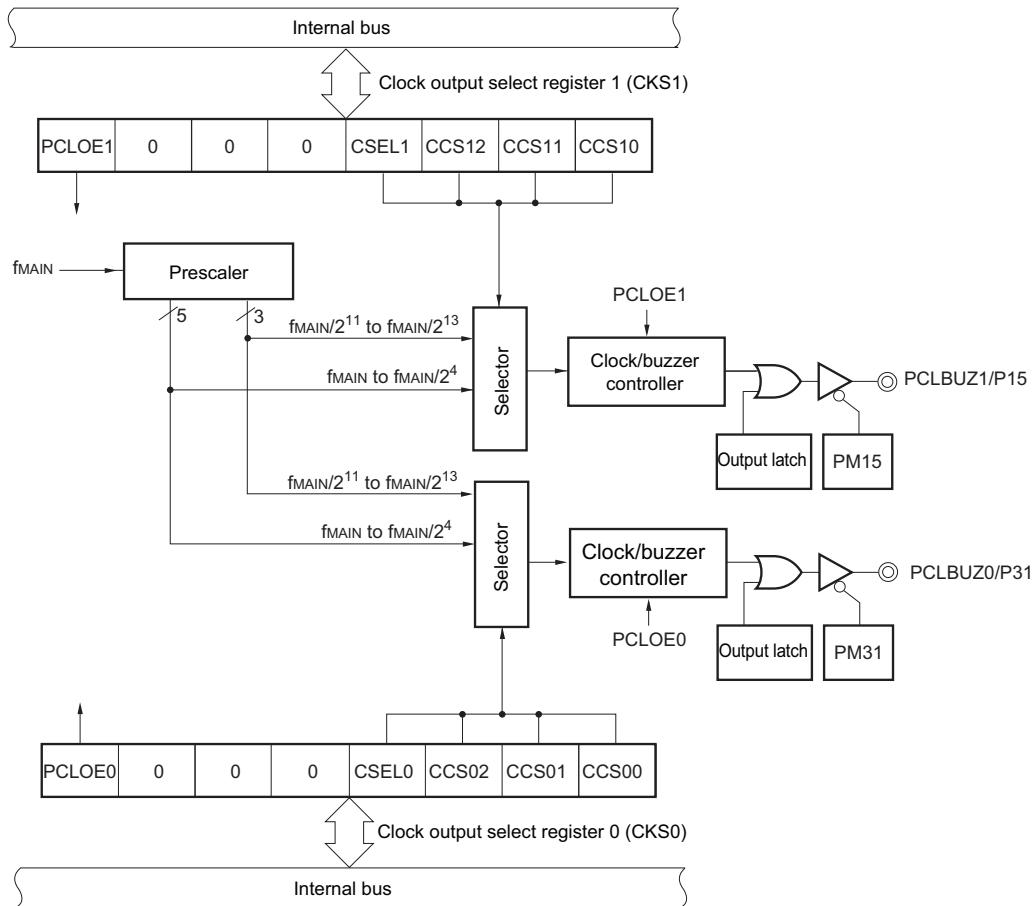 Internal bus
Clock output select register 1 (CKS1)
PCLOE1 0 0 0 CSEL1 CCS12 CCS11 CCS10
fMAIN
Prescaler
5 3
PCLOE1
fMAIN/2^11 to fMAIN/2^13
fMAIN to fMAIN/2^4
Selector
Clock/buzzer
controller
PCLBUZ1/P15
Output latch
PM15
fMAIN/2^11 to fMAIN/2^13
fMAIN to fMAIN/2^4
Selector
Clock/buzzer
controller
PCLBUZ0/P31
PCLOE0
Output latch
PM31
PCLOE0 0 0 0 CSEL0 CCS02 CCS01 CCS00
Clock output select register 0 (CKS0)
Internal bus